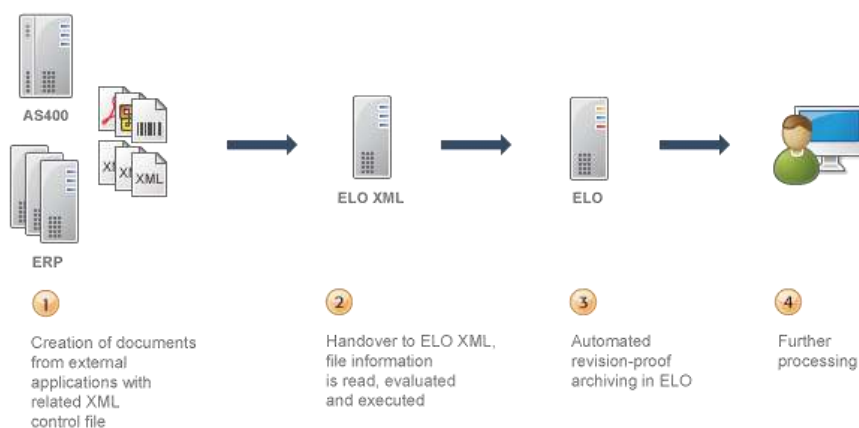 AS400
XML
XML
XML
ERP
ELO XML
ELO
1
Creation of documents
from external
applications with
related XML
control file
2
Handover to ELO XML,
file information
is read, evaluated
and executed
3
Automated
revision-proof
archiving in ELO
4
Further
processing